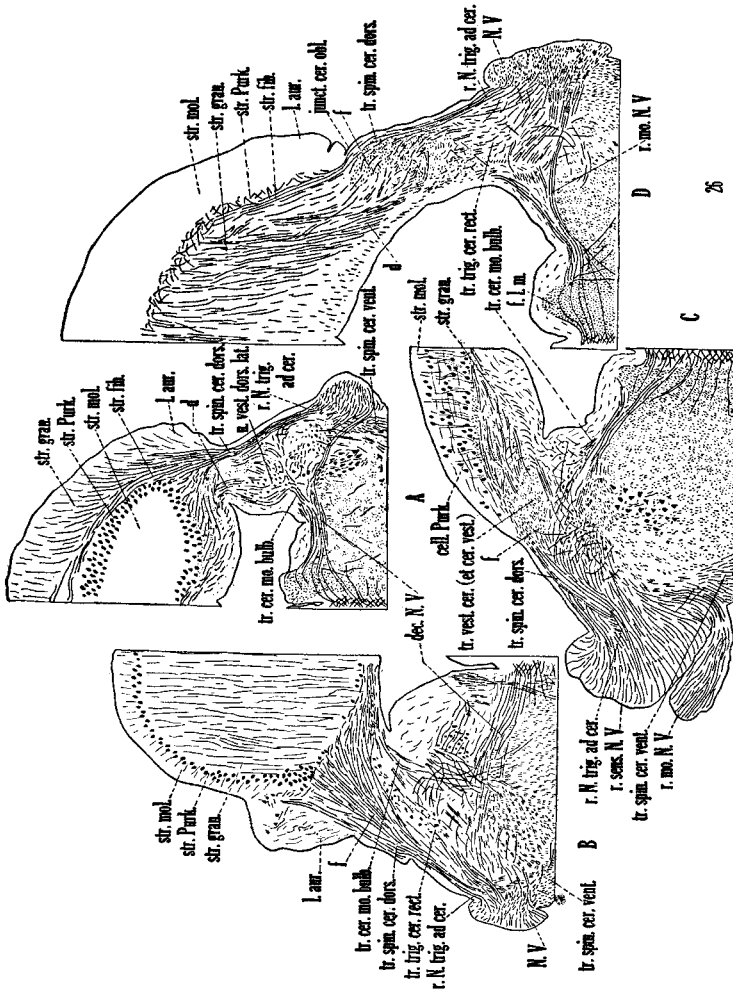 str. gran.
str. Purk.
str. mol.
str. fib.
l. aur.
d
tr. spin. cer. dors.
n. vest. dors. lat.
r. N. trig.
ad cer.
tr. spin. cer. vent.
tr. cer. mo. bulb.
dec. N. V
A
str. mol.
str. Purk.
str. gran.
l. aur.
f
tr. cer. mo. bulb.
tr. spin. cer. dors.
tr. trig. cer. rect.
r. N. trig. ad cer.
N. V
tr. spin. cer. vent.
B
str. mol.
str. gran.
cell. Purk.
tr. vest. cer. (et cer. vest.)
f
tr. spin. cer. dors.
r. N. trig. ad cer.
r. sens. N. V
tr. spin. cer. vent.
r. mo. N. V
C
str. mol.
str. gran.
str. Purk.
str. fib.
l. aur.
junct. cer. obl.
f
tr. spin. cer. dors.
r. N. trig. ad cer.
N. V
d
tr. trig. cer. rect.
tr. cer. mo. bulb.
f. l. m.
r. mo. N. V
D
26